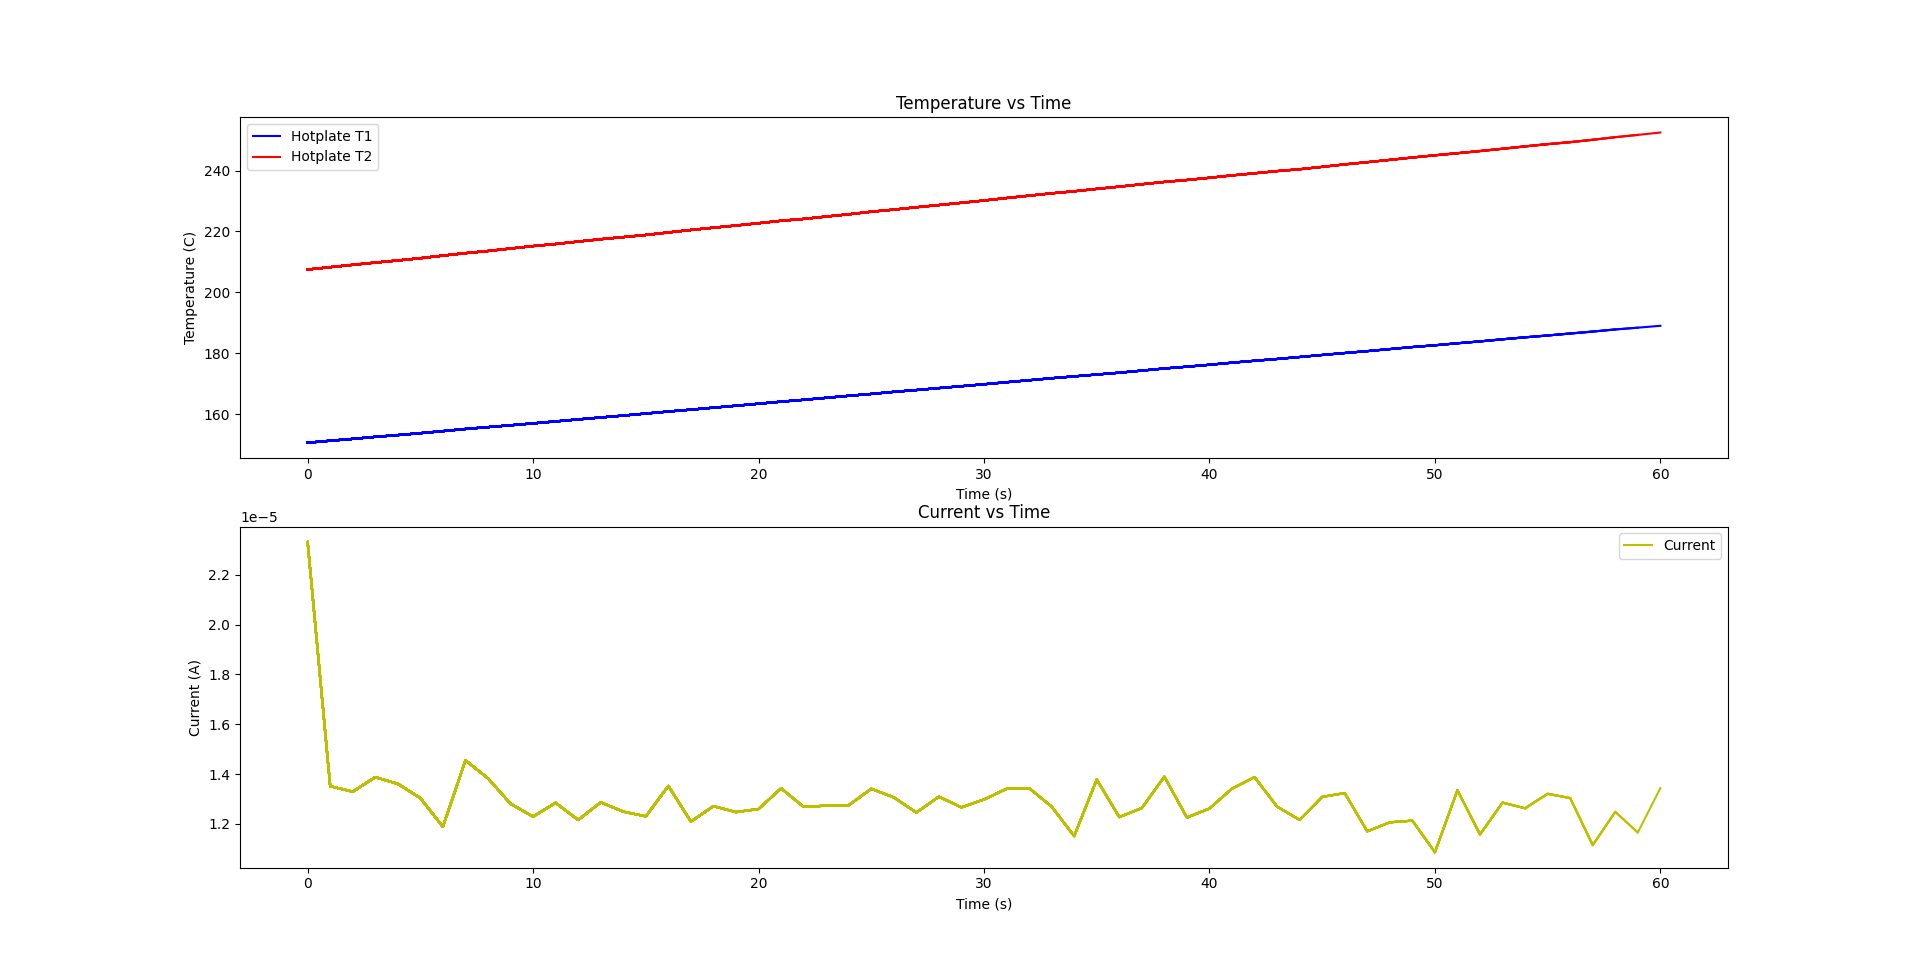 Temperature vs Time
Hotplate T1
Hotplate T2
Temperature (C)
240
220
200
180
160
0 10 20 30 40 50 60
Time (s)
Current vs Time
1e−5
Current
Current (A)
2.2
2.0
1.8
1.6
1.4
1.2
0 10 20 30 40 50 60
Time (s)